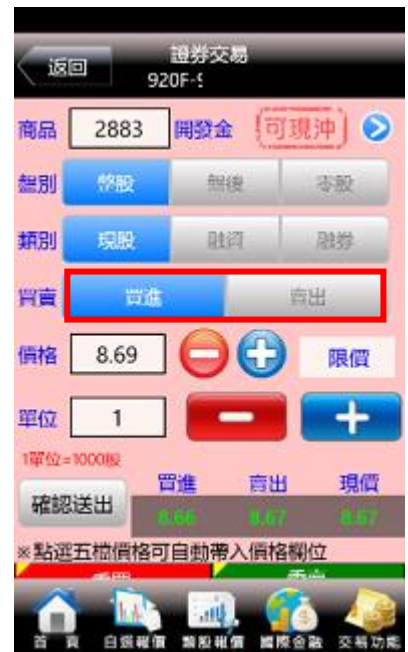 返回
證券交易
920F-9
商品 2883 開發金 可現沖
盤別 整股 盤後 零股
類別 現股 融資 融券
買賣 買進 賣出
價格 8.69 限價
單位 1
1單位=1000股
買進 賣出 現價
確認送出 8.66 8.67 8.67
※點選五檔價格可自動帶入價格欄位
首 頁 自選報價 類股報價 國際金融 交易功能